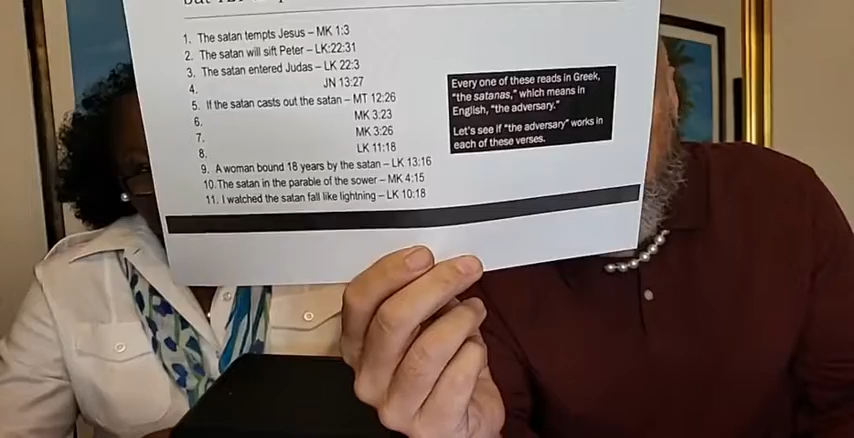 1. The satan tempts Jesus – MK 1:3
2. The satan will sift Peter – LK:22:31
3. The satan entered Judas – LK 22:3
4. JN 13:27
5. If the satan casts out the satan – MT 12:26
6. MK 3:23
7. MK 3:26
8. LK 11:18
9. A woman bound 18 years by the satan – LK 13:16
10. The satan in the parable of the sower – MK 4:15
11. I watched the satan fall like lightning – LK 10:18
Every one of these reads in Greek,
"the satanas," which means in
English, "the adversary."
Let's see if "the adversary" works in
each of these verses.